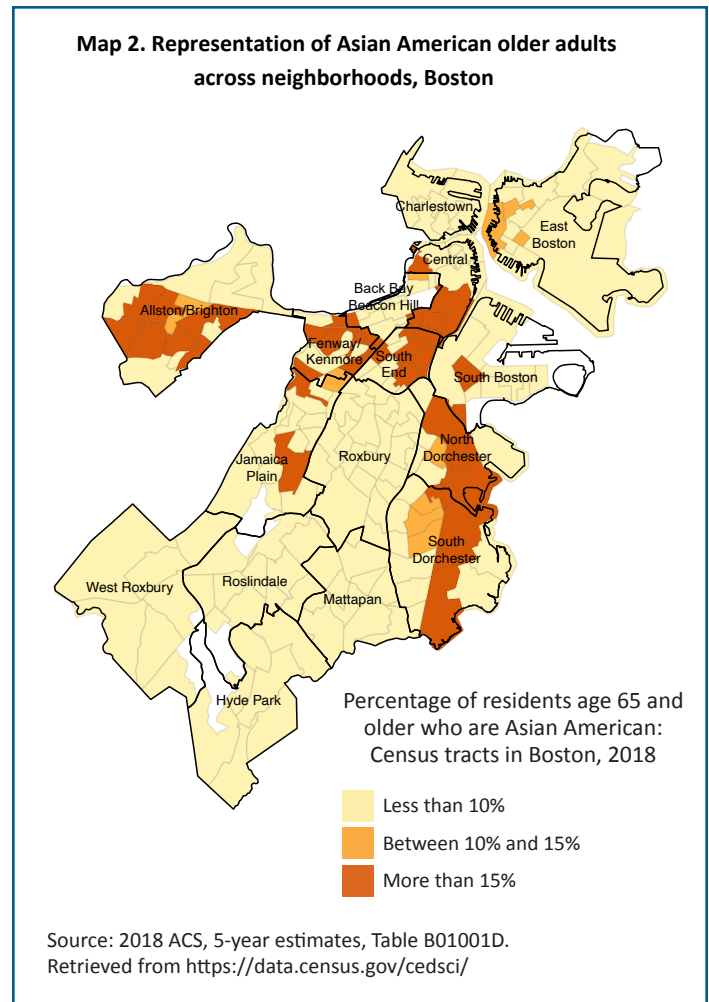 Map 2. Representation of Asian American older adults
across neighborhoods, Boston
Charlestown
East
Boston
Central
Back Bay
Beacon Hill
Allston/Brighton
Fenway/
Kenmore
South
End
South Boston
North
Dorchester
Jamaica
Plain
Roxbury
South
Dorchester
West Roxbury
Roslindale
Mattapan
Hyde Park
Percentage of residents age 65 and
older who are Asian American:
Census tracts in Boston, 2018
Less than 10%
Between 10% and 15%
More than 15%
Source: 2018 ACS, 5-year estimates, Table B01001D.
Retrieved from https://data.census.gov/cedsci/